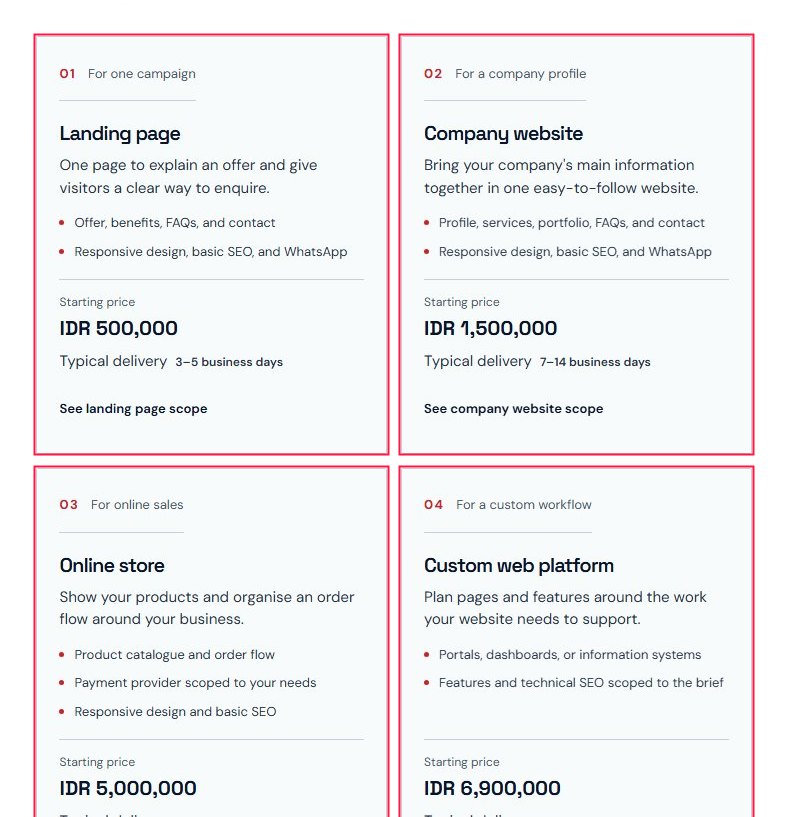 01 For one campaign
Landing page
One page to explain an offer and give
visitors a clear way to enquire.
Offer, benefits, FAQs, and contact
Responsive design, basic SEO, and WhatsApp
Starting price
IDR 500,000
Typical delivery 3–5 business days
See landing page scope
02 For a company profile
Company website
Bring your company's main information
together in one easy-to-follow website.
Profile, services, portfolio, FAQs, and contact
Responsive design, basic SEO, and WhatsApp
Starting price
IDR 1,500,000
Typical delivery 7–14 business days
See company website scope
03 For online sales
Online store
Show your products and organise an order
flow around your business.
Product catalogue and order flow
Payment provider scoped to your needs
Responsive design and basic SEO
Starting price
IDR 5,000,000
04 For a custom workflow
Custom web platform
Plan pages and features around the work
your website needs to support.
Portals, dashboards, or information systems
Features and technical SEO scoped to the brief
Starting price
IDR 6,900,000